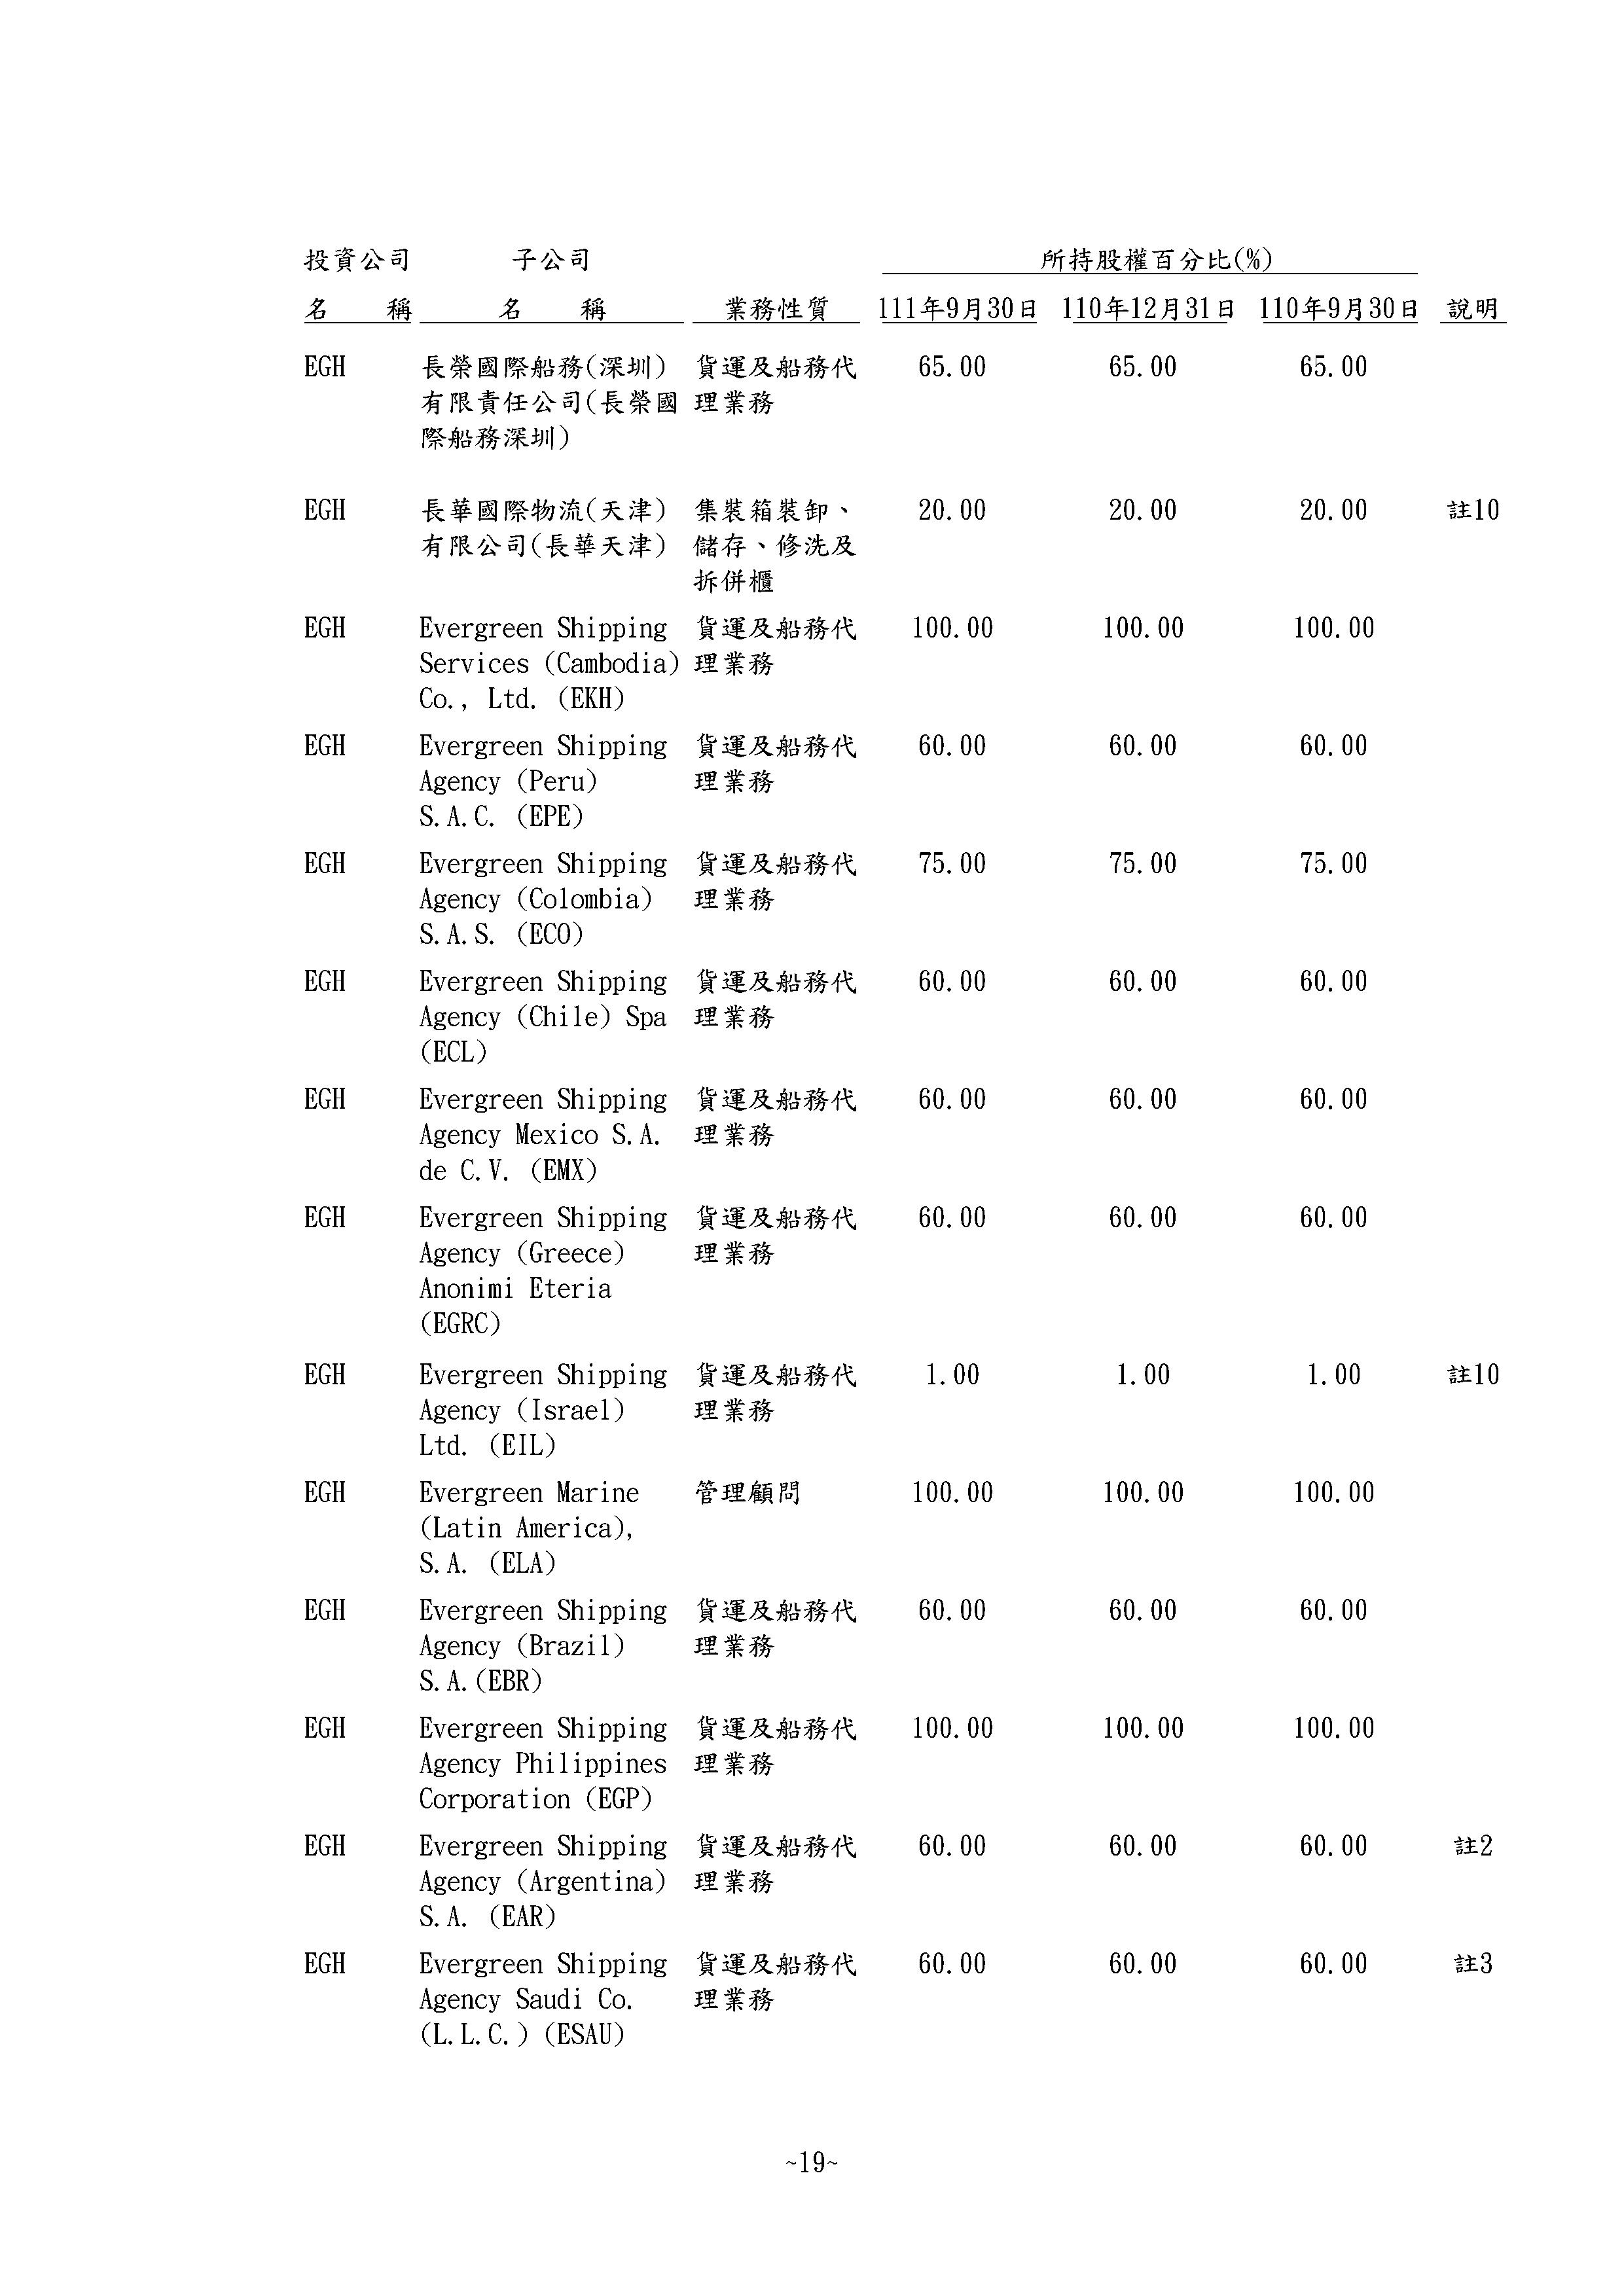 投資公司 子公司 所持股權百分比(%)
名 稱 名 稱 業務性質 111年9月30日 110年12月31日 110年9月30日 說明
EGH 長榮國際船務(深圳) 貨運及船務代 65.00 65.00 65.00
有限責任公司(長榮國 理業務
際船務深圳)
EGH 長華國際物流(天津) 集裝箱裝卸、 20.00 20.00 20.00 註10
有限公司(長華天津) 儲存、修洗及
拆併櫃
EGH Evergreen Shipping 貨運及船務代 100.00 100.00 100.00
Services (Cambodia) 理業務
Co., Ltd. (EKH)
EGH Evergreen Shipping 貨運及船務代 60.00 60.00 60.00
Agency (Peru) 理業務
S.A.C. (EPE)
EGH Evergreen Shipping 貨運及船務代 75.00 75.00 75.00
Agency (Colombia) 理業務
S.A.S. (ECO)
EGH Evergreen Shipping 貨運及船務代 60.00 60.00 60.00
Agency (Chile) Spa 理業務
(ECL)
EGH Evergreen Shipping 貨運及船務代 60.00 60.00 60.00
Agency Mexico S.A. 理業務
de C.V. (EMX)
EGH Evergreen Shipping 貨運及船務代 60.00 60.00 60.00
Agency (Greece) 理業務
Anonimi Eteria
(EGRC)
EGH Evergreen Shipping 貨運及船務代 1.00 1.00 1.00 註10
Agency (Israel) 理業務
Ltd. (EIL)
EGH Evergreen Marine 管理顧問 100.00 100.00 100.00
(Latin America),
S.A. (ELA)
EGH Evergreen Shipping 貨運及船務代 60.00 60.00 60.00
Agency (Brazil) 理業務
S.A.(EBR)
EGH Evergreen Shipping 貨運及船務代 100.00 100.00 100.00
Agency Philippines 理業務
Corporation (EGP)
EGH Evergreen Shipping 貨運及船務代 60.00 60.00 60.00 註2
Agency (Argentina) 理業務
S.A. (EAR)
EGH Evergreen Shipping 貨運及船務代 60.00 60.00 60.00 註3
Agency Saudi Co. 理業務
(L.L.C.) (ESAU)
~19~